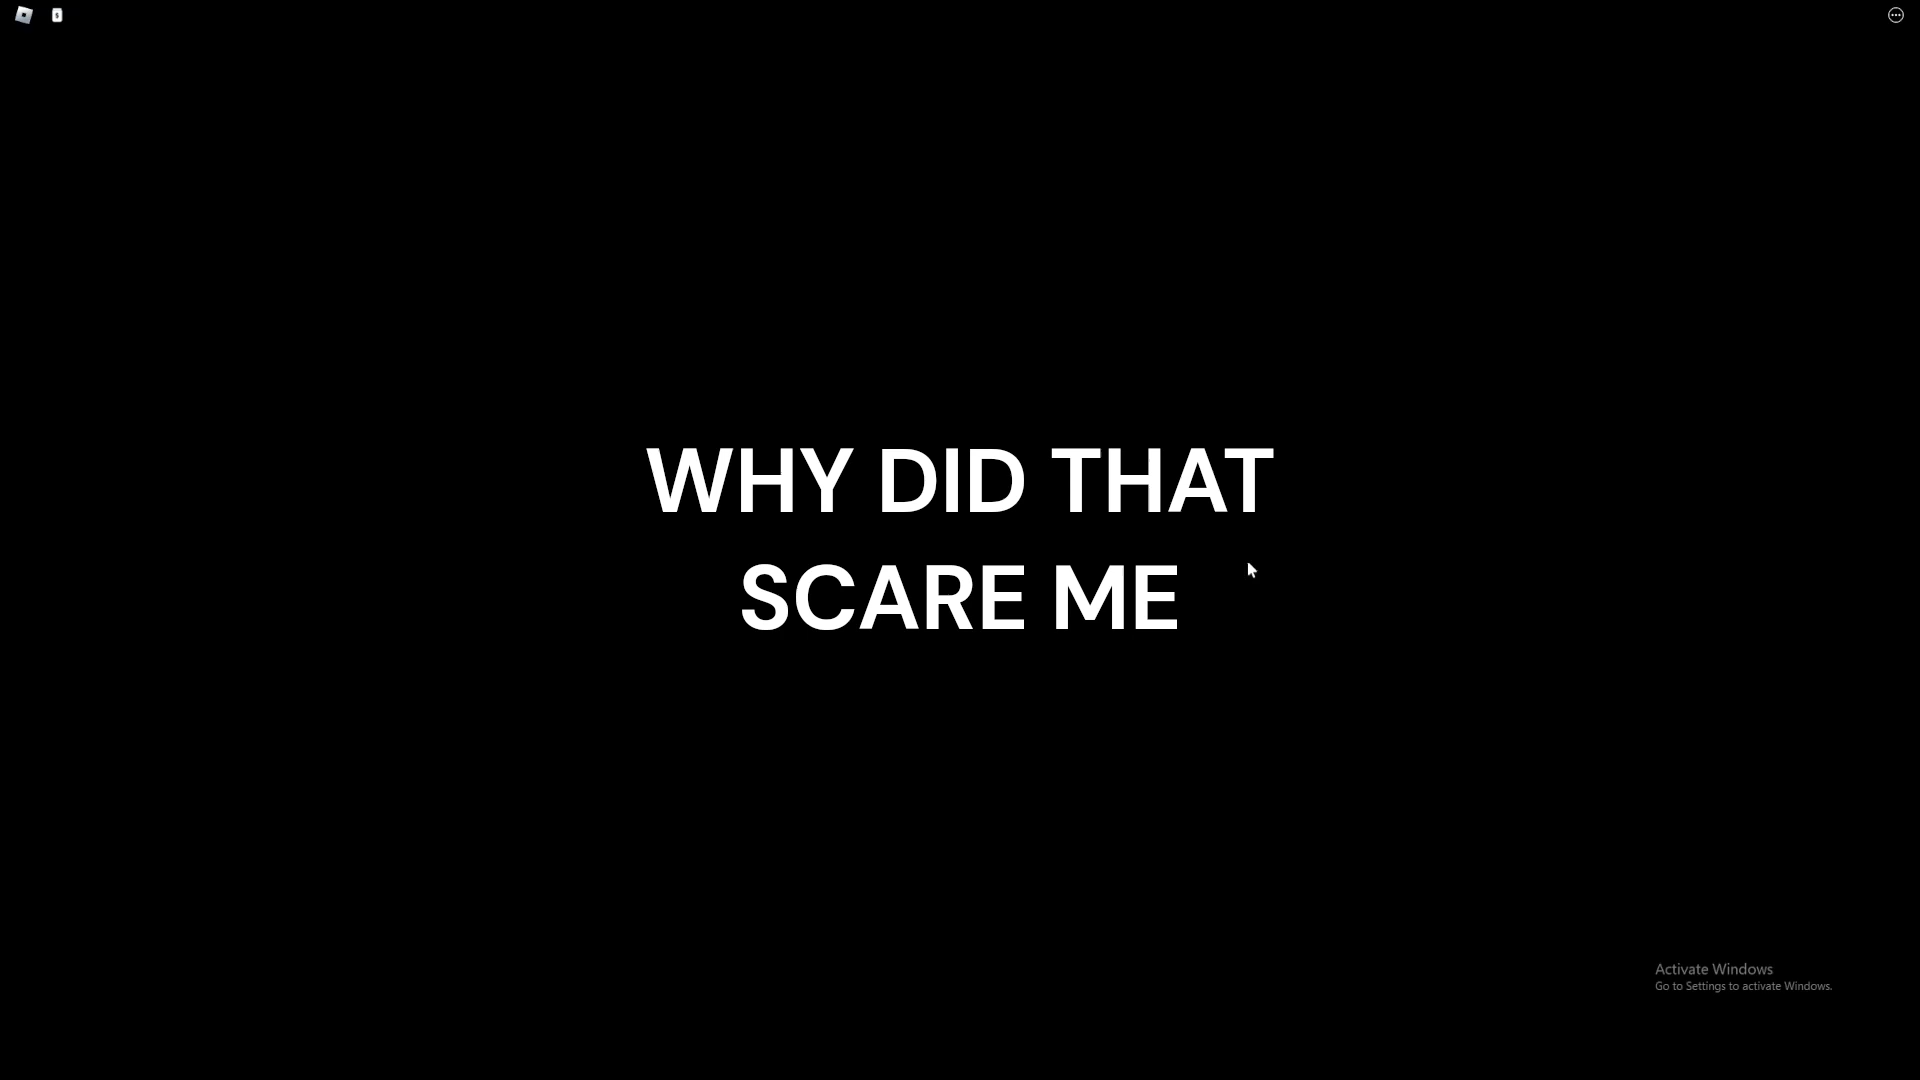 WHY DID THAT
SCARE ME
Activate Windows
Go to Settings to activate Windows.